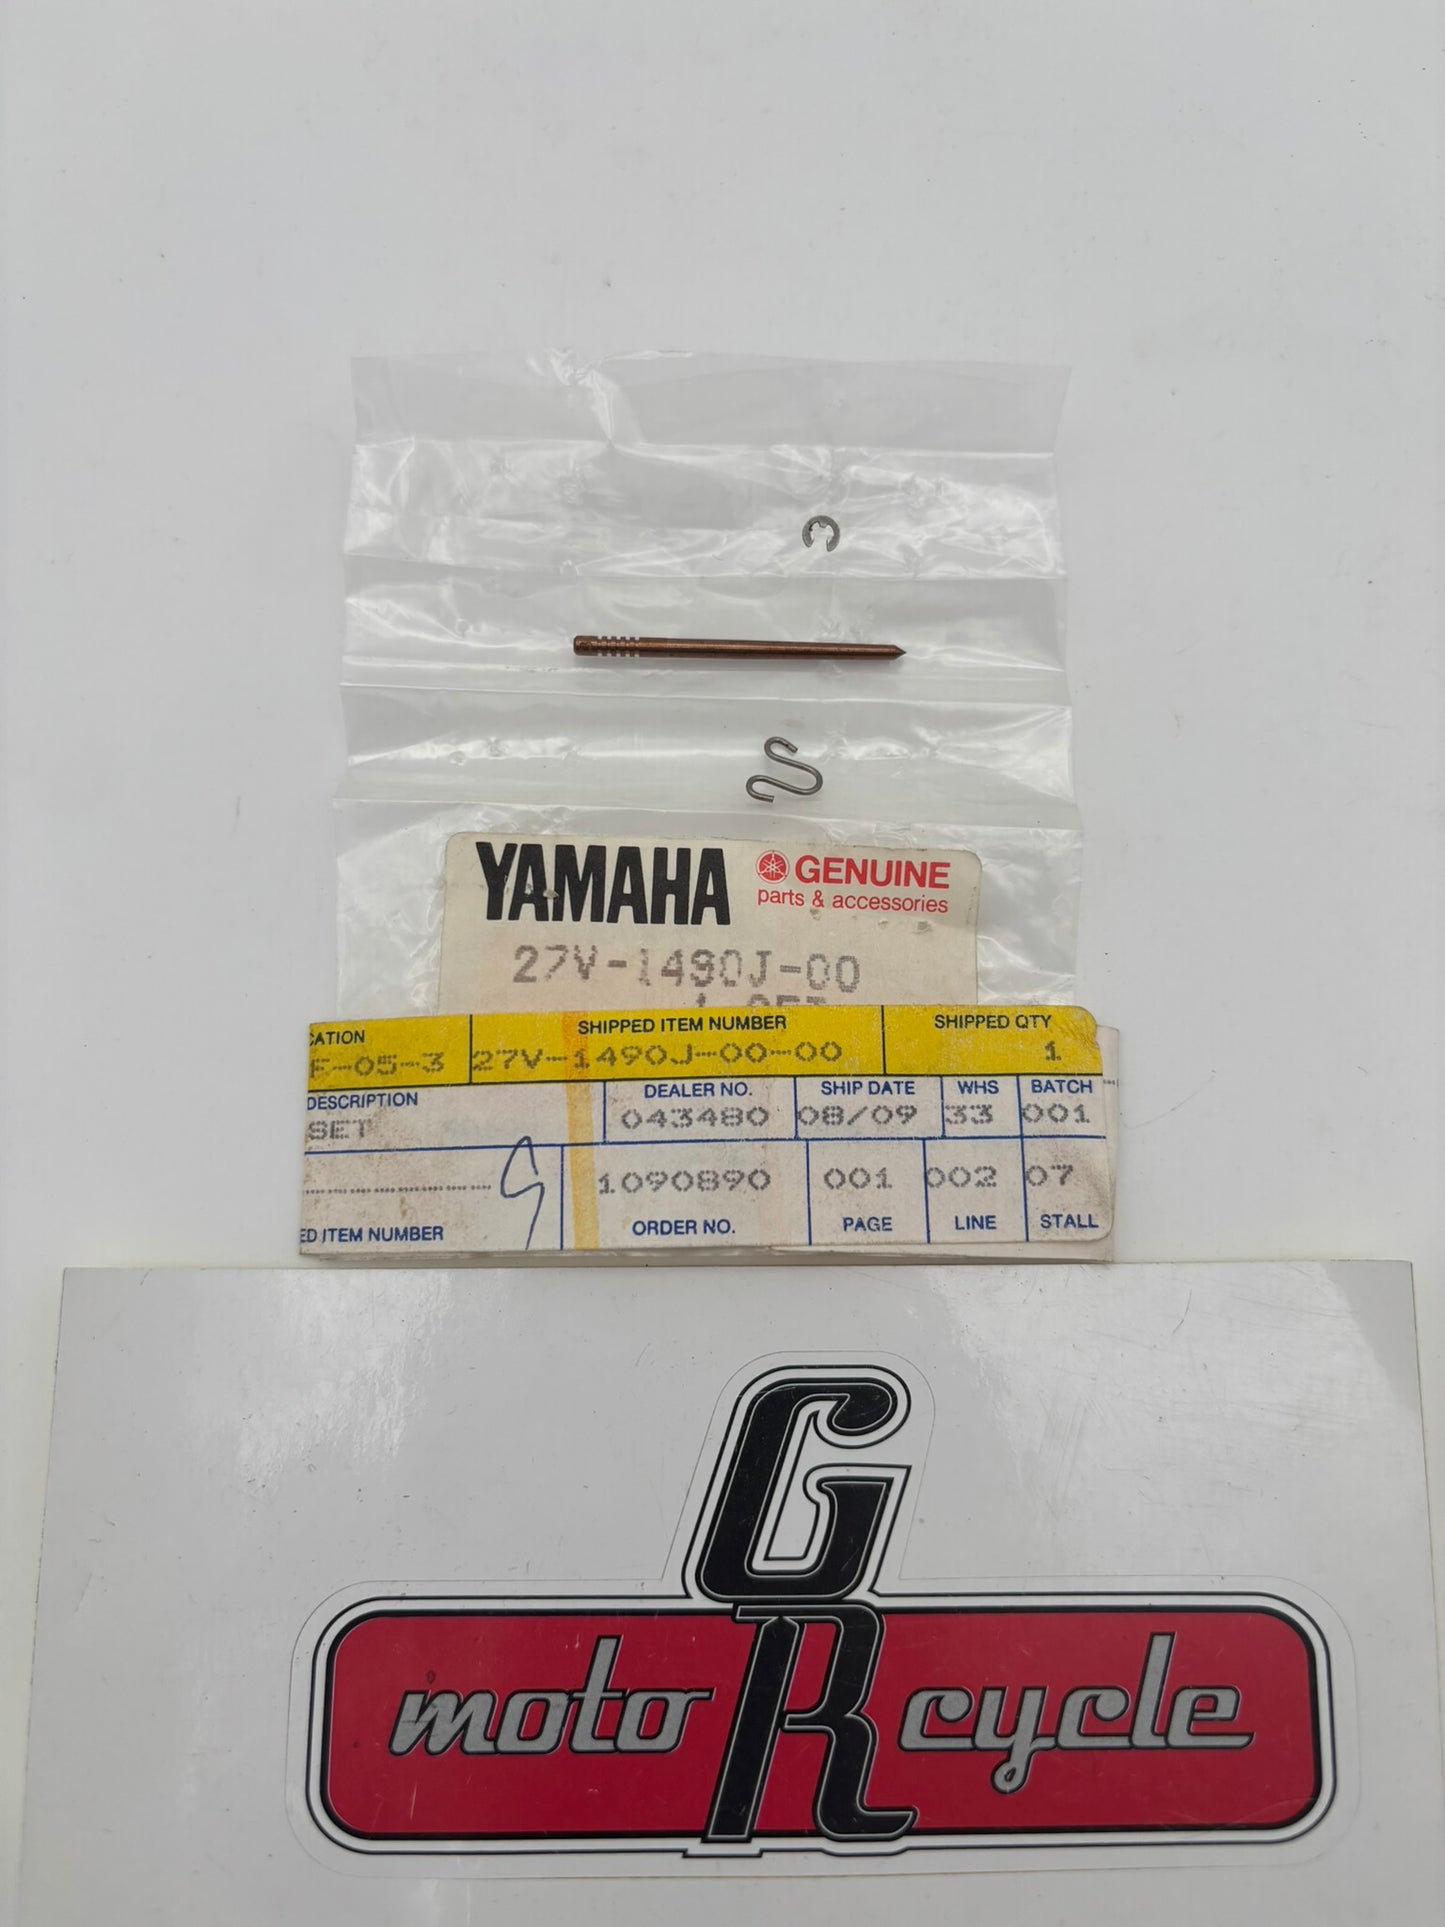 YAMAHA GENUINE
parts & accessories
27V-1490J-00
CATION SHIPPED ITEM NUMBER SHIPPED QTY
E-05-3 27V-1490J-00-00 1
DESCRIPTION DEALER NO. SHIP DATE WHS BATCH
SET 043480 08/09 33 001
1090890 001 002 07
ED ITEM NUMBER ORDER NO. PAGE LINE STALL
G
moto R cycle